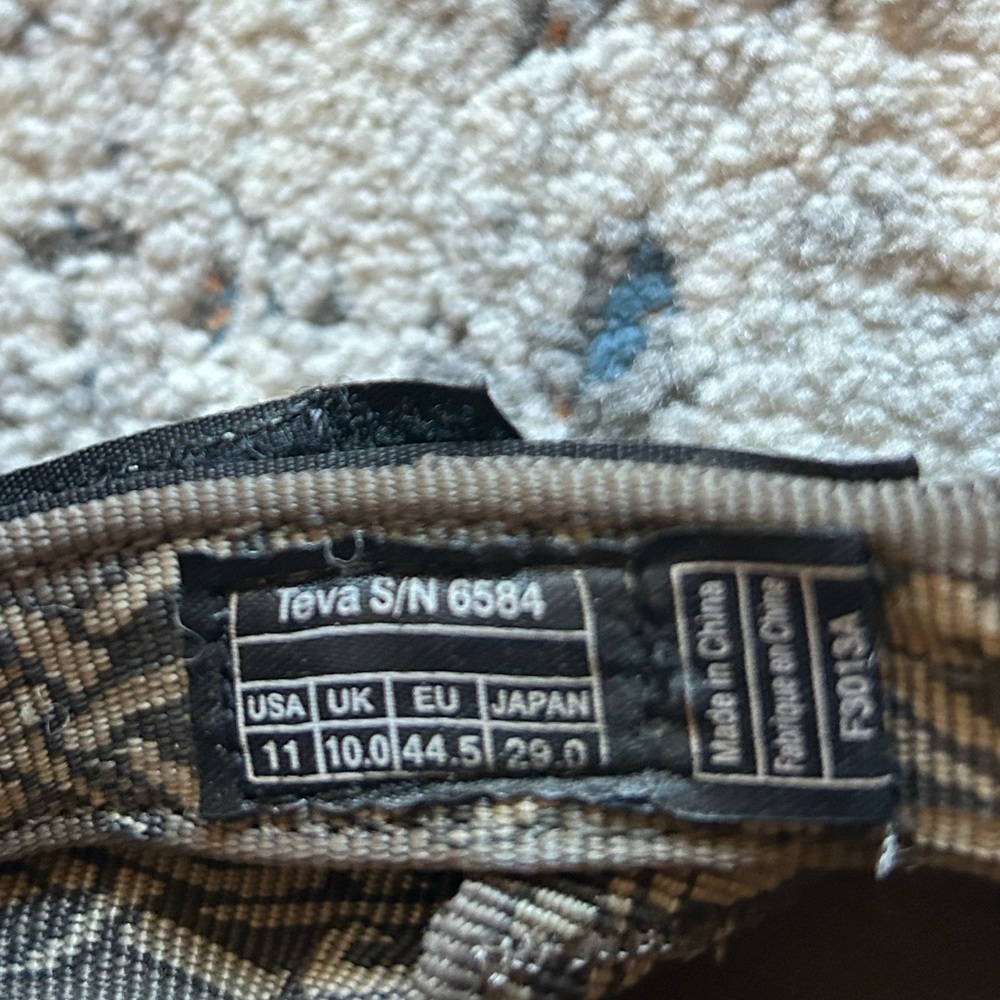 Teva S/N 6584
USA UK EU JAPAN
11 10.0 44.5 29.0
Made in China
Fabriqué en Chine
F3013A